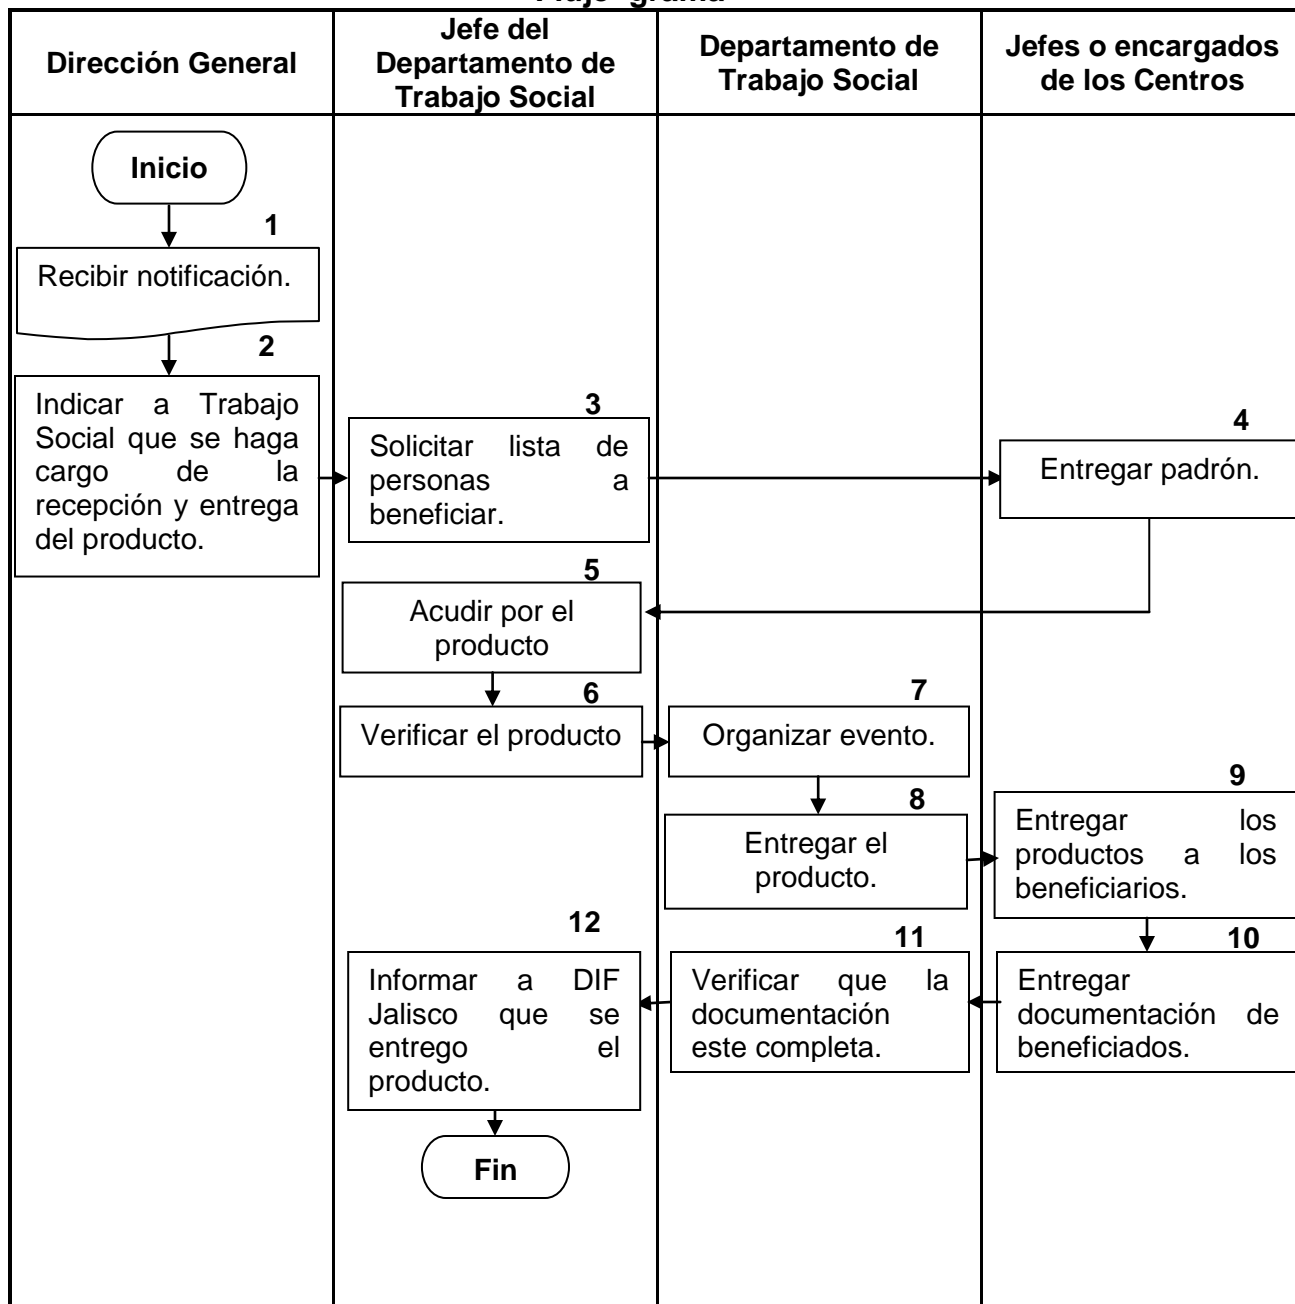 Flujo grama
Dirección General
Jefe del
Departamento de
Trabajo Social
Departamento de
Trabajo Social
Jefes o encargados
de los Centros
Inicio
1
Recibir notificación.
2
Indicar a Trabajo
Social que se haga
cargo de la
recepción y entrega
del producto.
3
Solicitar lista de
personas a
beneficiar.
4
Entregar padrón.
5
Acudir por el
producto
6
Verificar el producto
7
Organizar evento.
8
Entregar el
producto.
9
Entregar los
productos a los
beneficiarios.
10
Entregar
documentación de
beneficiados.
11
Verificar que la
documentación
este completa.
12
Informar a DIF
Jalisco que se
entrego el
producto.
Fin